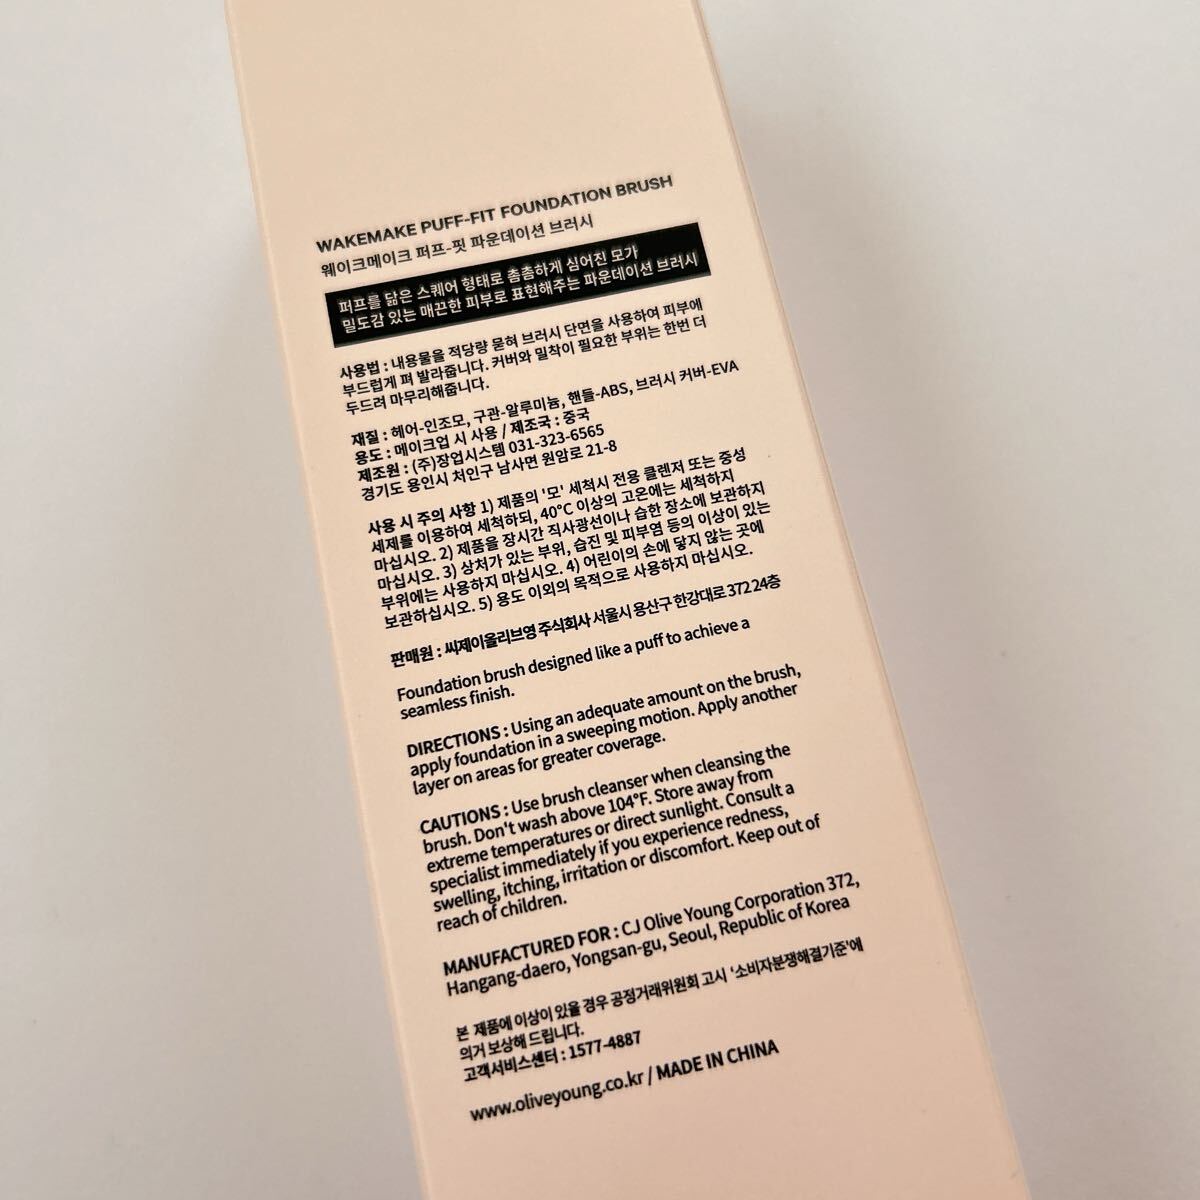 WAKEMAKE PUFF-FIT FOUNDATION BRUSH
웨이크메이크 퍼프-핏 파운데이션 브러시
퍼프를 닮은 스퀘어 형태로 촘촘하게 심어진 모가
밀도감 있는 매끈한 피부로 표현해주는 파운데이션 브러시
사용법 : 내용물을 적당량 묻혀 브러시 단면을 사용하여 피부에
부드럽게 펴 발라줍니다. 커버와 밀착이 필요한 부위는 한번 더
두드려 마무리해줍니다.
재질 : 헤어-인조모, 구관-알루미늄, 핸들-ABS, 브러시 커버-EVA
용도 : 메이크업 시 사용 / 제조국 : 중국
제조원 : (주)장업시스템 031-323-6565
경기도 용인시 처인구 남사면 원암로 21-8
사용 시 주의 사항 1) 제품의 '모' 세척시 전용 클렌저 또는 중성
세제를 이용하여 세척하되, 40°C 이상의 고온에는 세척하지
마십시오. 2) 제품을 장시간 직사광선이나 습한 장소에 보관하지
마십시오. 3) 상처가 있는 부위, 습진 및 피부염 등의 이상이 있는
부위에는 사용하지 마십시오. 4) 어린이의 손에 닿지 않는 곳에
보관하십시오. 5) 용도 이외의 목적으로 사용하지 마십시오.
판매원 : 씨제이올리브영 주식회사 서울시 용산구 한강대로 372 24층
Foundation brush designed like a puff to achieve a
seamless finish.
DIRECTIONS : Using an adequate amount on the brush,
apply foundation in a sweeping motion. Apply another
layer on areas for greater coverage.
CAUTIONS : Use brush cleanser when cleansing the
brush. Don't wash above 104°F. Store away from
extreme temperatures or direct sunlight. Consult a
specialist immediately if you experience redness,
swelling, itching, irritation or discomfort. Keep out of
reach of children.
MANUFACTURED FOR : CJ Olive Young Corporation 372,
Hangang-daero, Yongsan-gu, Seoul, Republic of Korea
본 제품에 이상이 있을 경우 공정거래위원회 고시 '소비자분쟁해결기준'에
의거 보상해 드립니다.
고객서비스센터 : 1577-4887
www.oliveyoung.co.kr / MADE IN CHINA